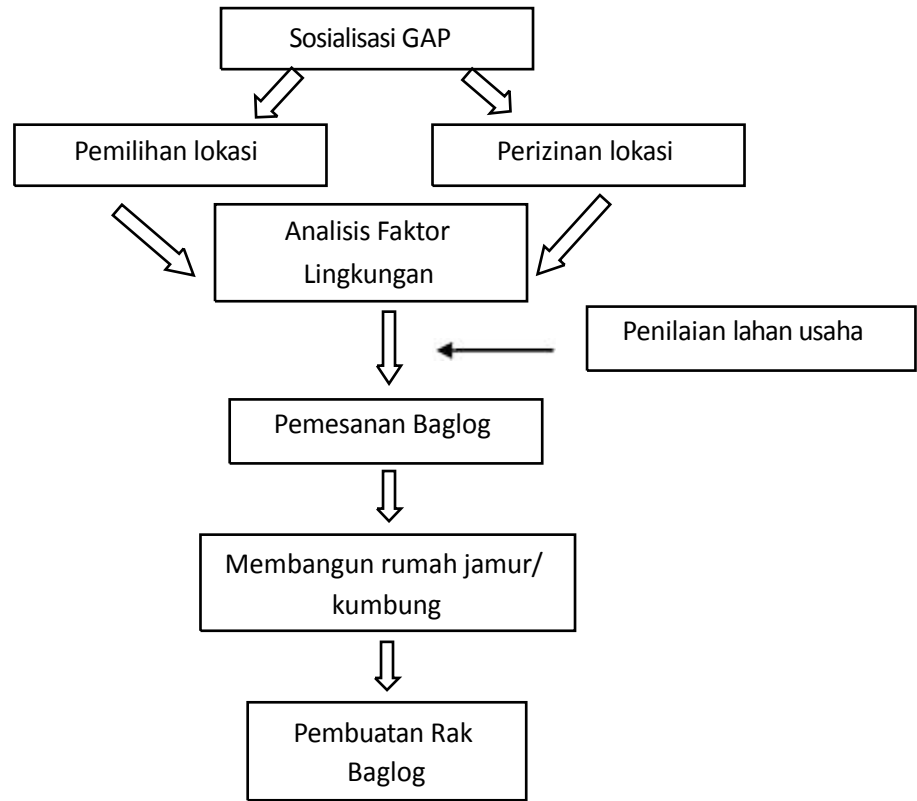 Sosialisasi GAP
Pemilihan lokasi
Perizinan lokasi
Analisis Faktor
Lingkungan
Penilaian lahan usaha
Pemesanan Baglog
Membangun rumah jamur/
kumbung
Pembuatan Rak
Baglog